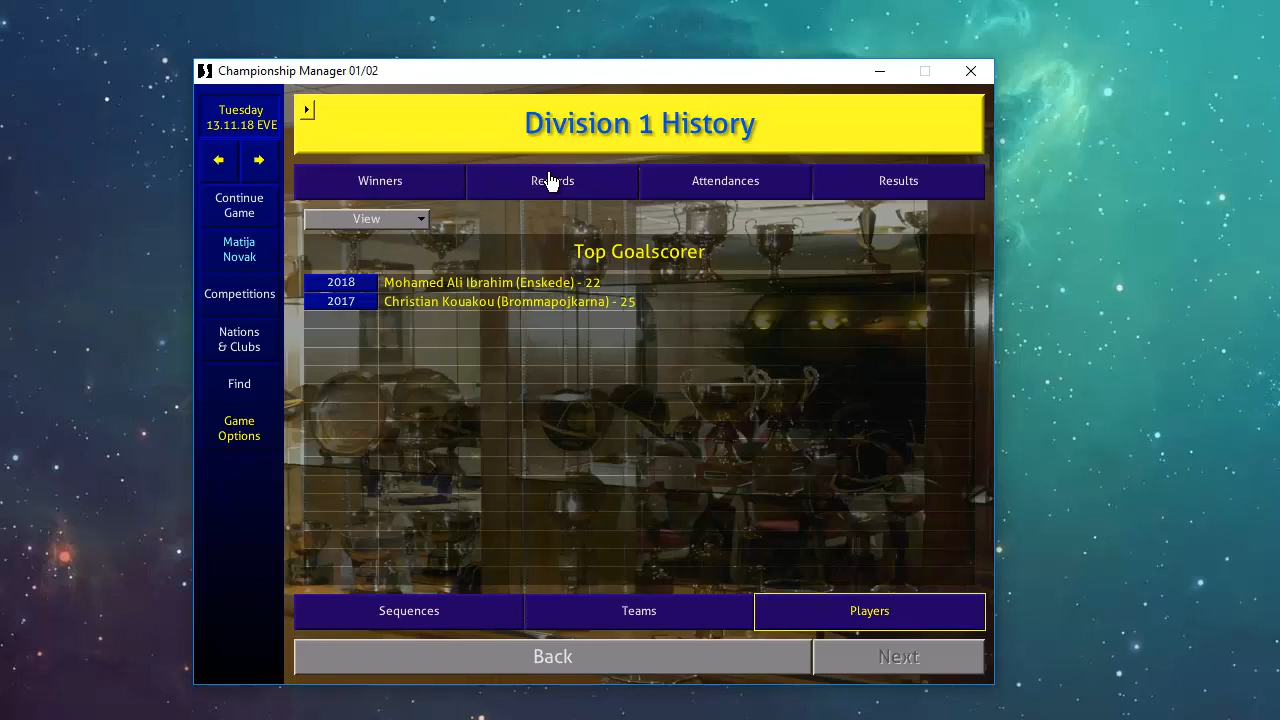 Championship Manager 01/02
Tuesday
13.11.18 EVE
Continue
Game
Matija
Novak
Competitions
Nations
& Clubs
Find
Game
Options
Division 1 History
Winners
Records
Attendances
Results
View
Top Goalscorer
2018 Mohamed Ali Ibrahim (Enskede) - 22
2017 Christian Kouakou (Brommapojkarna) - 25
Sequences
Teams
Players
Back
Next